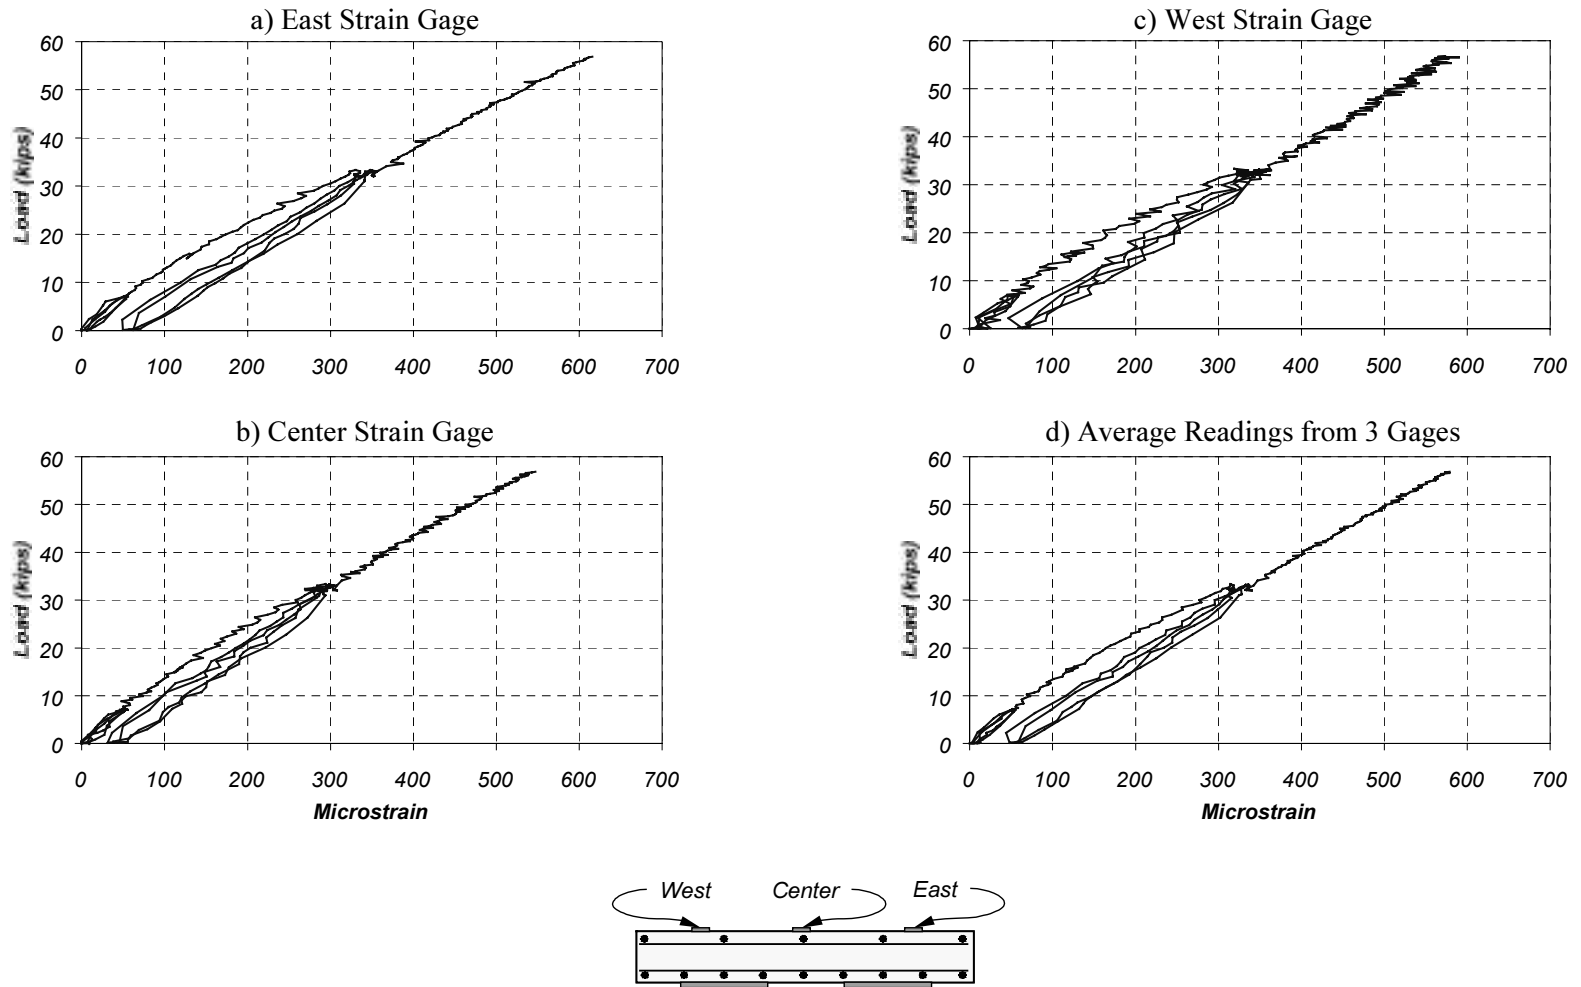 a) East Strain Gage
60
50
40
30
20
10
0
Load (kips)
0 100 200 300 400 500 600 700
c) West Strain Gage
60
50
40
30
20
10
0
Load (kips)
0 100 200 300 400 500 600 700
b) Center Strain Gage
60
50
40
30
20
10
0
Load (kips)
0 100 200 300 400 500 600 700
Microstrain
d) Average Readings from 3 Gages
60
50
40
30
20
10
0
Load (kips)
0 100 200 300 400 500 600 700
Microstrain
West Center East